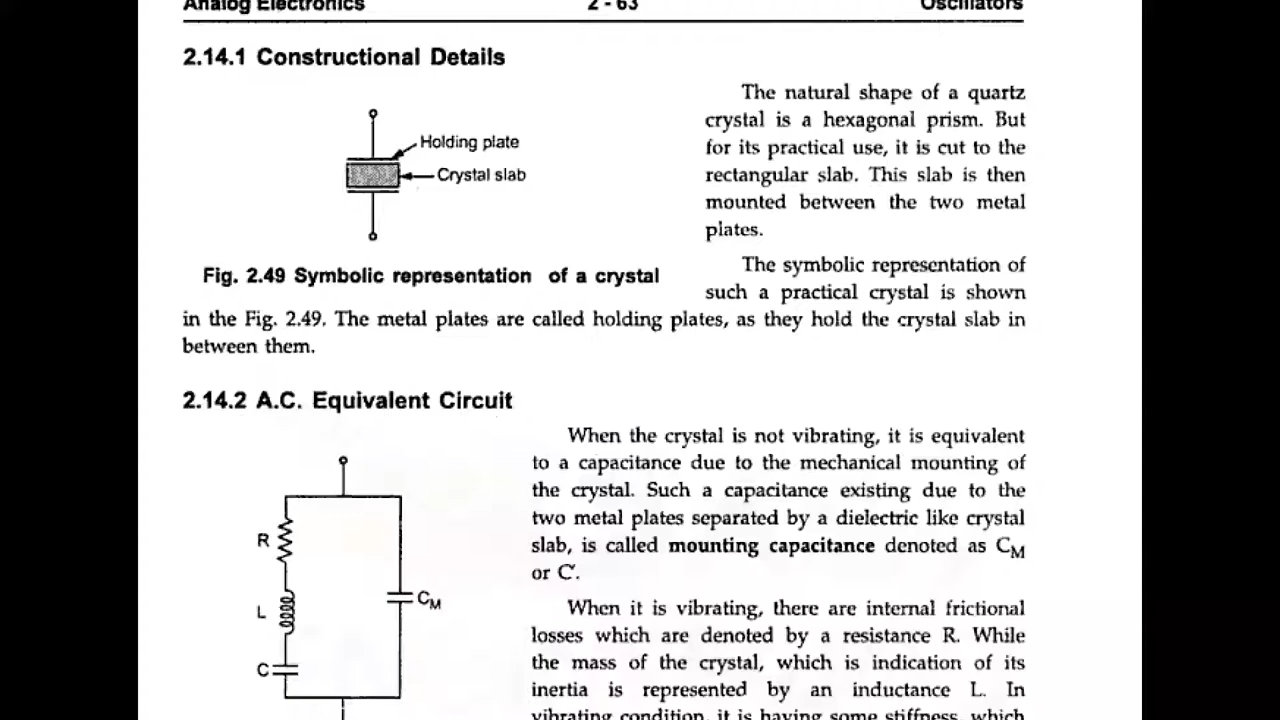 Analog Electronics 2 - 63 Oscillators
2.14.1 Constructional Details
Holding plate
Crystal slab
Fig. 2.49 Symbolic representation of a crystal
The natural shape of a quartz
crystal is a hexagonal prism. But
for its practical use, it is cut to the
rectangular slab. This slab is then
mounted between the two metal
plates.
The symbolic representation of
such a practical crystal is shown
in the Fig. 2.49. The metal plates are called holding plates, as they hold the crystal slab in
between them.
2.14.2 A.C. Equivalent Circuit
R
L
C
CM
When the crystal is not vibrating, it is equivalent
to a capacitance due to the mechanical mounting of
the crystal. Such a capacitance existing due to the
two metal plates separated by a dielectric like crystal
slab, is called mounting capacitance denoted as CM
or C'.
When it is vibrating, there are internal frictional
losses which are denoted by a resistance R. While
the mass of the crystal, which is indication of its
inertia is represented by an inductance L. In
vibrating condition, it is having some stiffness, which